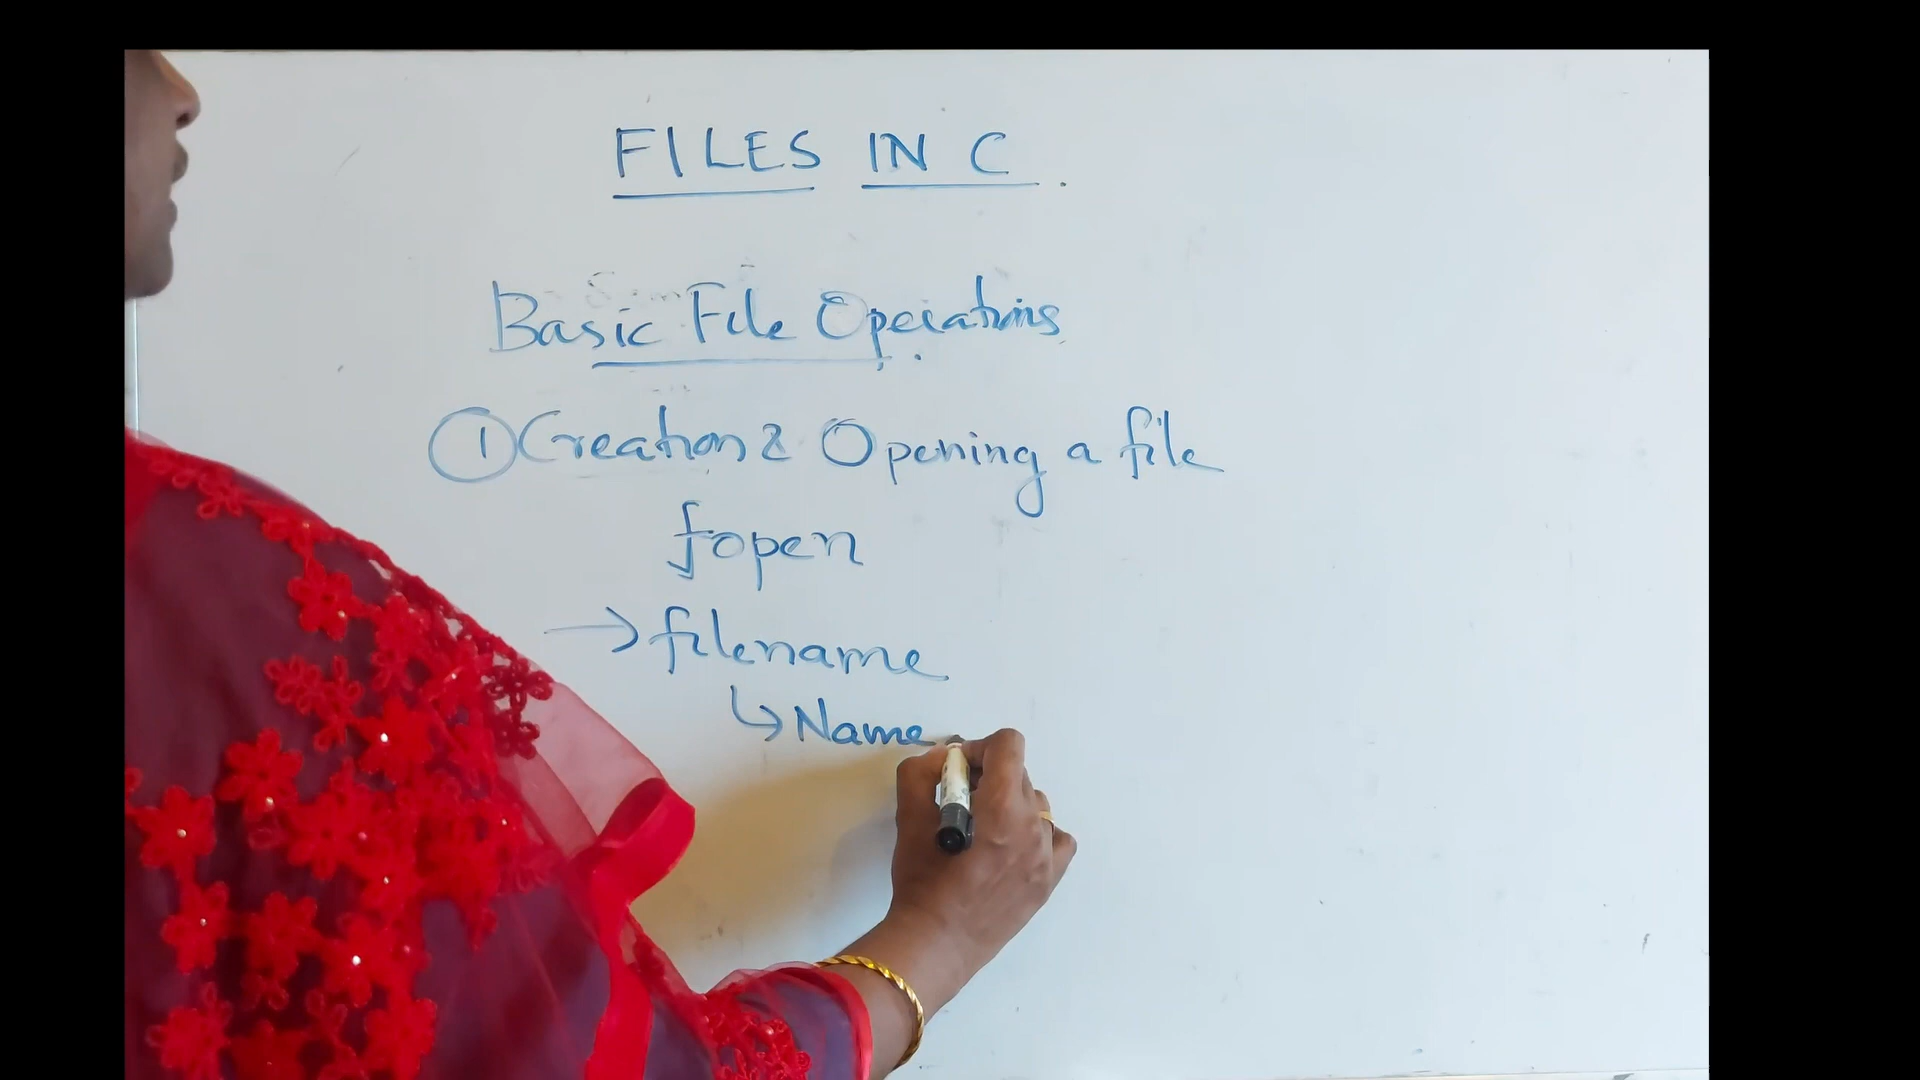 FILES IN C
Basic File Operations
1 Creation & Opening a file
fopen
→ filename
↳ Name